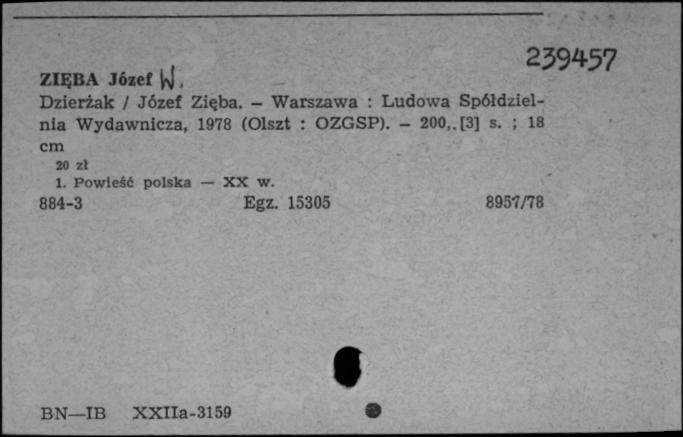 239457
ZIĘBA Józef W.
Dzierżak / Józef Zięba. – Warszawa : Ludowa Spółdziel-
nia Wydawnicza, 1978 (Olszt : OZGSP). – 200,. [3] s. ; 18
cm
20 zł
1. Powieść polska — XX w.
884-3 Egz. 15305 8957/78
BN—IB XXIIa-3159